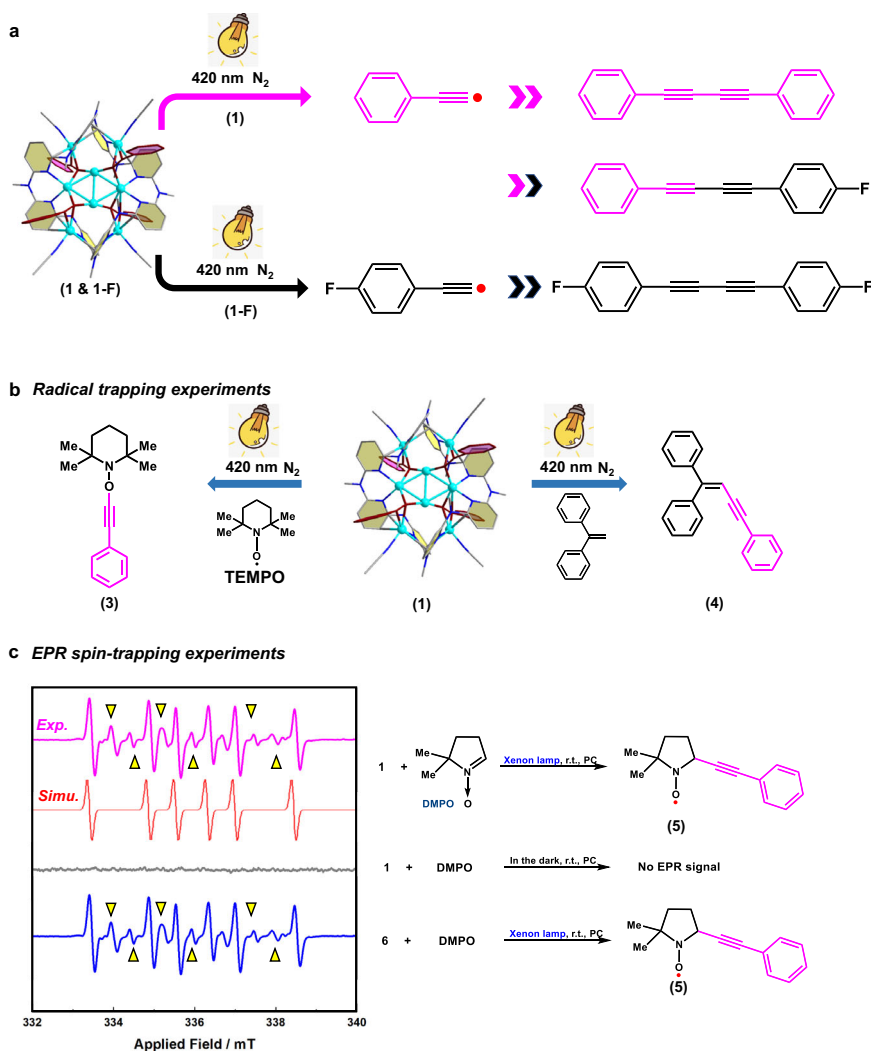 a
420 nm N2
(1)
F
(1 & 1-F)
420 nm N2
(1-F)
F
F
F
b Radical trapping experiments
Me
Me
N
Me
Me
O
(3)
420 nm N2
Me
Me
N
Me
Me
O
TEMPO
(1)
420 nm N2
(4)
c EPR spin-trapping experiments
Exp.
Simu.
332
334
336
338
340
Applied Field / mT
1 +
Me
Me
N
DMPO O
Xenon lamp, r.t., PC
Me
Me
N
O
(5)
1 + DMPO
In the dark, r.t., PC
No EPR signal
6 + DMPO
Xenon lamp, r.t., PC
Me
Me
N
O
(5)